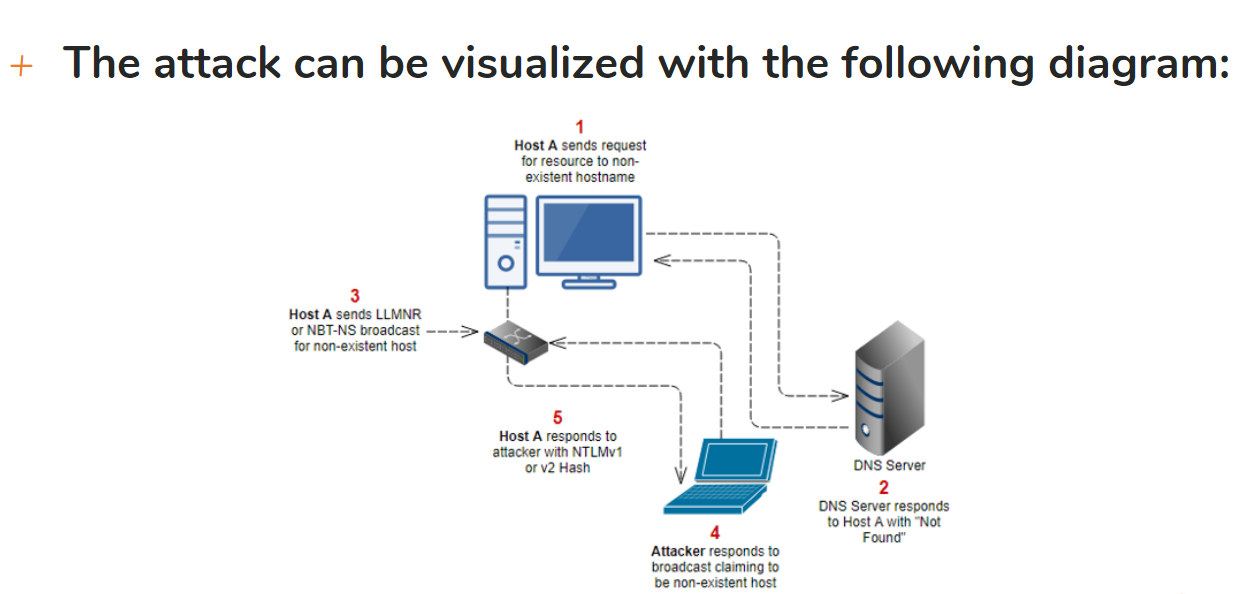 + The attack can be visualized with the following diagram:
1
Host A sends request
for resource to non-
existent hostname
3
Host A sends LLMNR
or NBT-NS broadcast
for non-existent host
5
Host A responds to
attacker with NTLMv1
or v2 Hash
DNS Server
2
DNS Server responds
to Host A with "Not
Found"
4
Attacker responds to
broadcast claiming to
be non-existent host